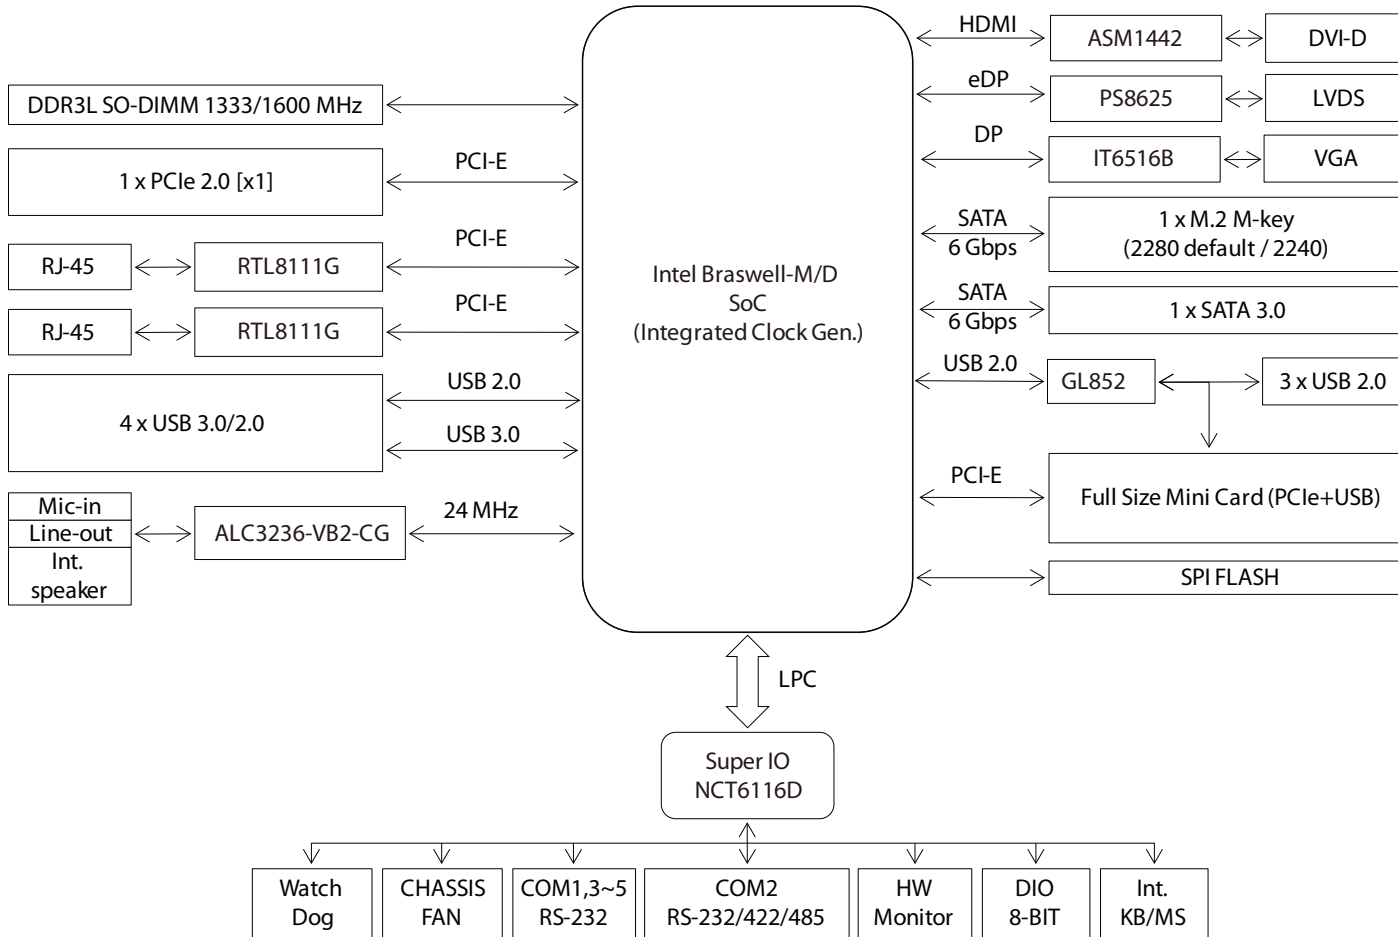 DDR3L SO-DIMM 1333/1600 MHz
1 x PCIe 2.0 [x1]
PCI-E
RJ-45
RTL8111G
PCI-E
RJ-45
RTL8111G
PCI-E
4 x USB 3.0/2.0
USB 2.0
USB 3.0
Mic-in
Line-out
Int.
speaker
ALC3236-VB2-CG
24 MHz
Intel Braswell-M/D
SoC
(Integrated Clock Gen.)
HDMI
ASM1442
DVI-D
eDP
PS8625
LVDS
DP
IT6516B
VGA
SATA
6 Gbps
1 x M.2 M-key
(2280 default / 2240)
SATA
6 Gbps
1 x SATA 3.0
USB 2.0
GL852
3 x USB 2.0
PCI-E
Full Size Mini Card (PCIe+USB)
SPI FLASH
LPC
Super IO
NCT6116D
Watch
Dog
CHASSIS
FAN
COM1,3~5
RS-232
COM2
RS-232/422/485
HW
Monitor
DIO
8-BIT
Int.
KB/MS